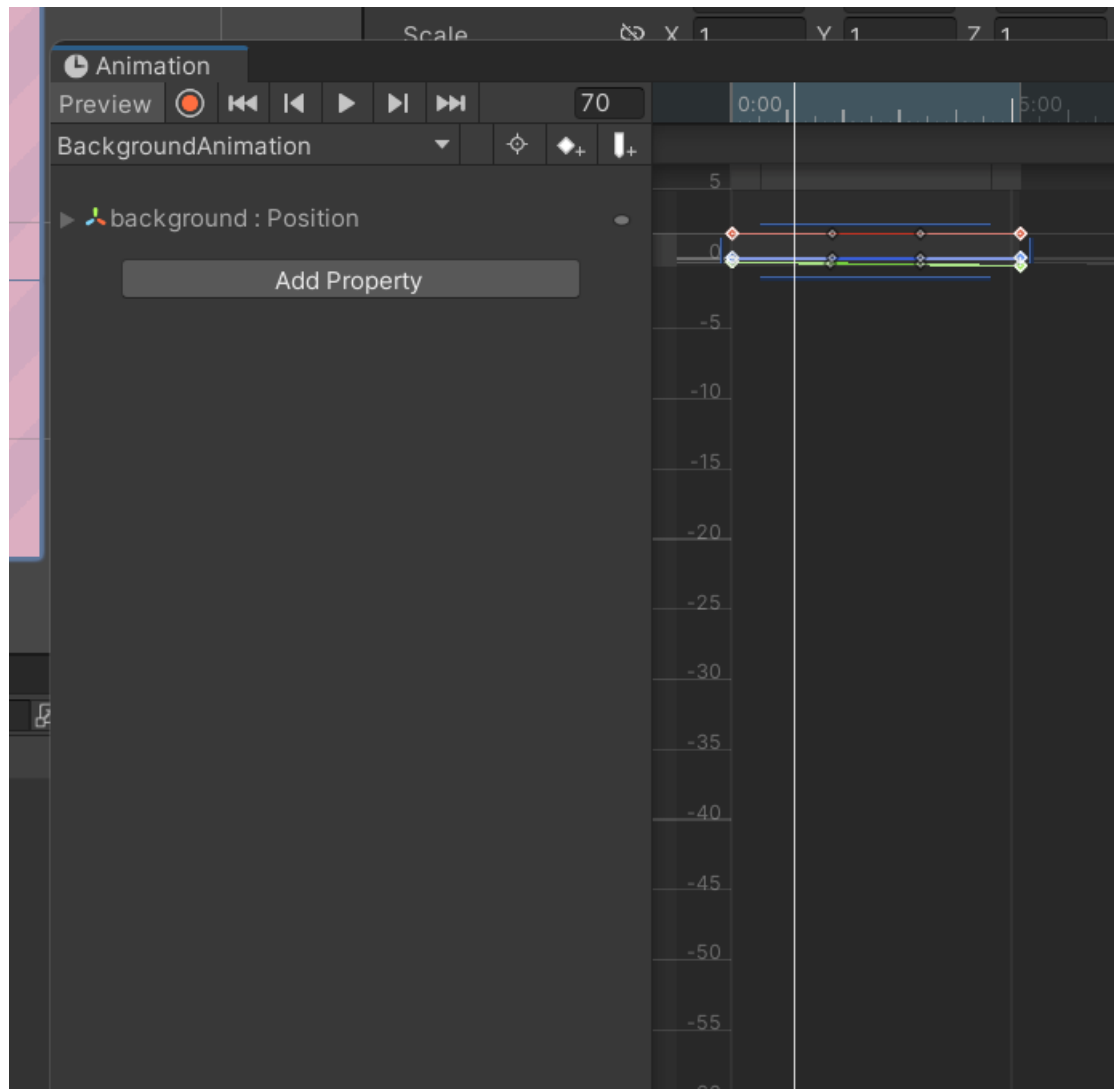 Scale X 1 Y 1 Z 1
Animation
Preview 70 0:00 5:00
BackgroundAnimation
5
background : Position
0
Add Property
-5
-10
-15
-20
-25
-30
-35
-40
-45
-50
-55